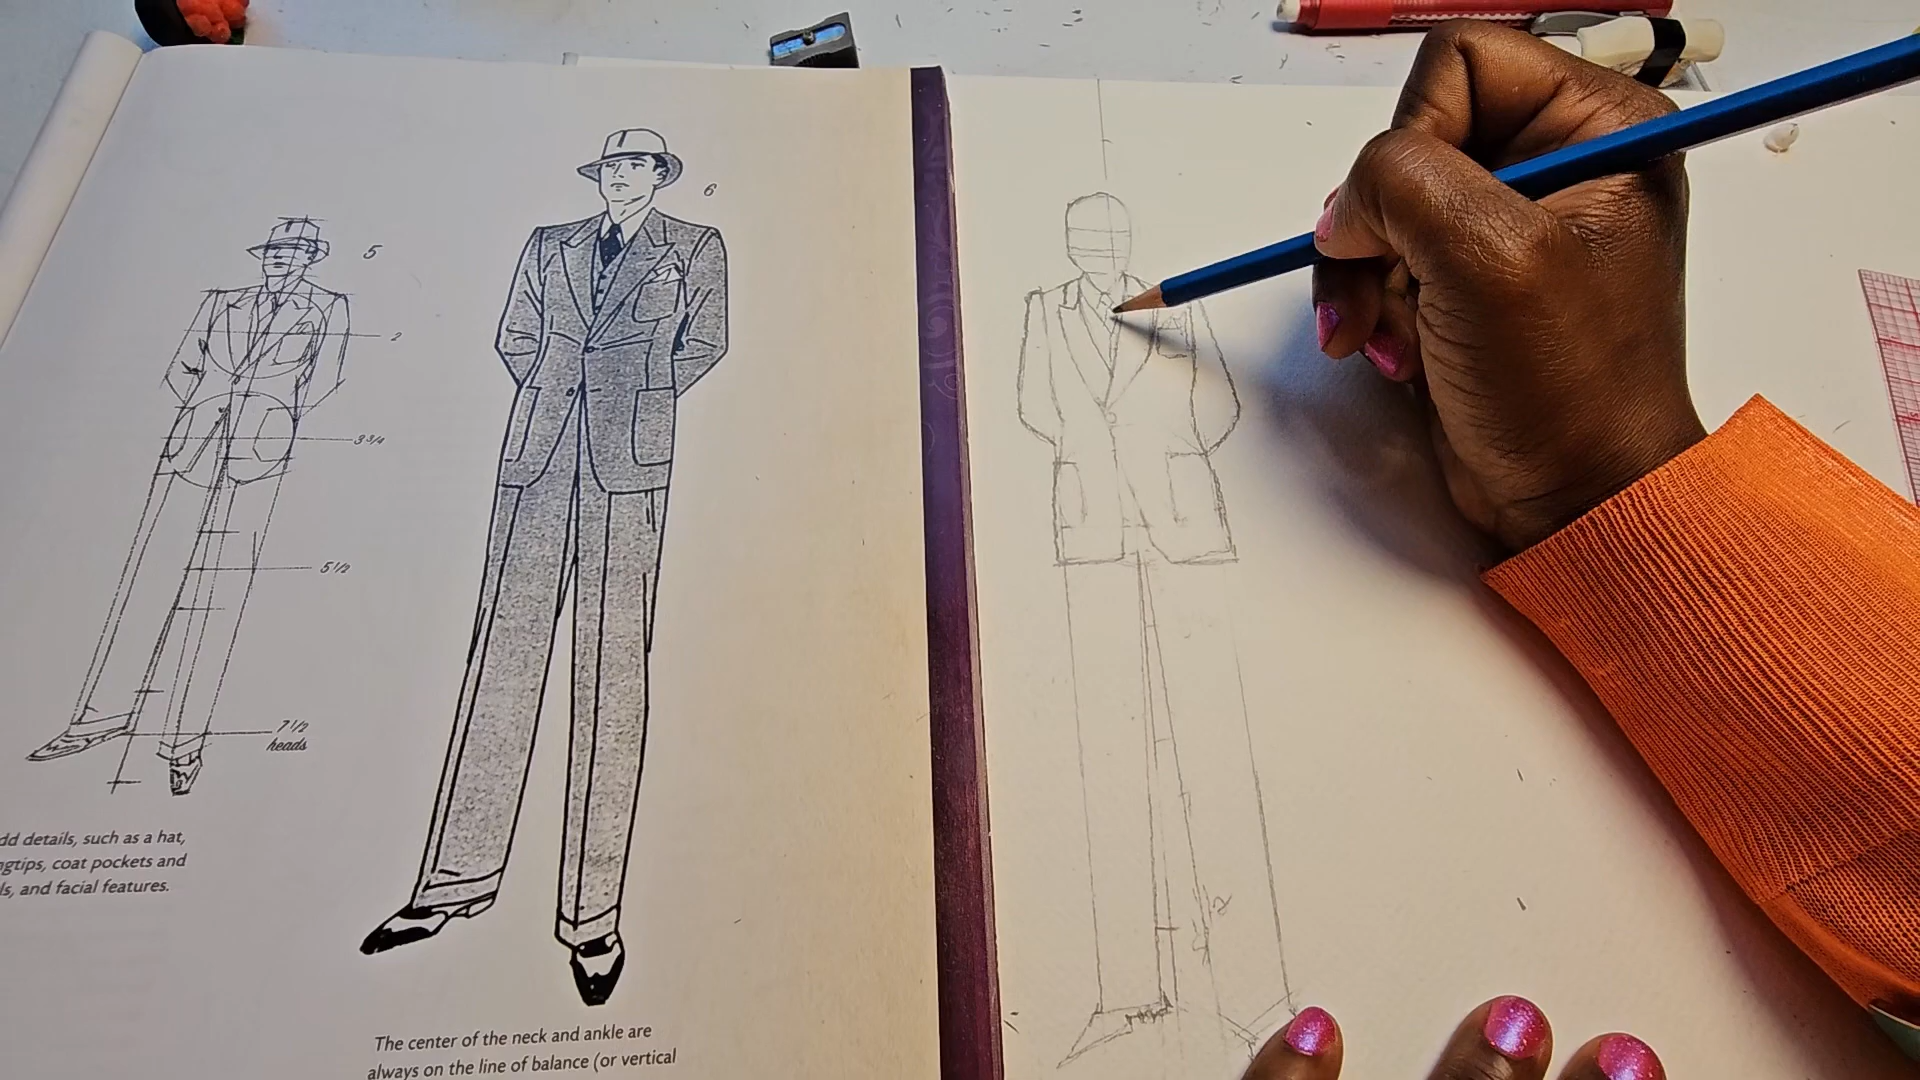 5
6
2
3 3/4
5 1/2
7 1/2
heads
dd details, such as a hat,
ngtips, coat pockets and
ls, and facial features.
The center of the neck and ankle are
always on the line of balance (or vertical